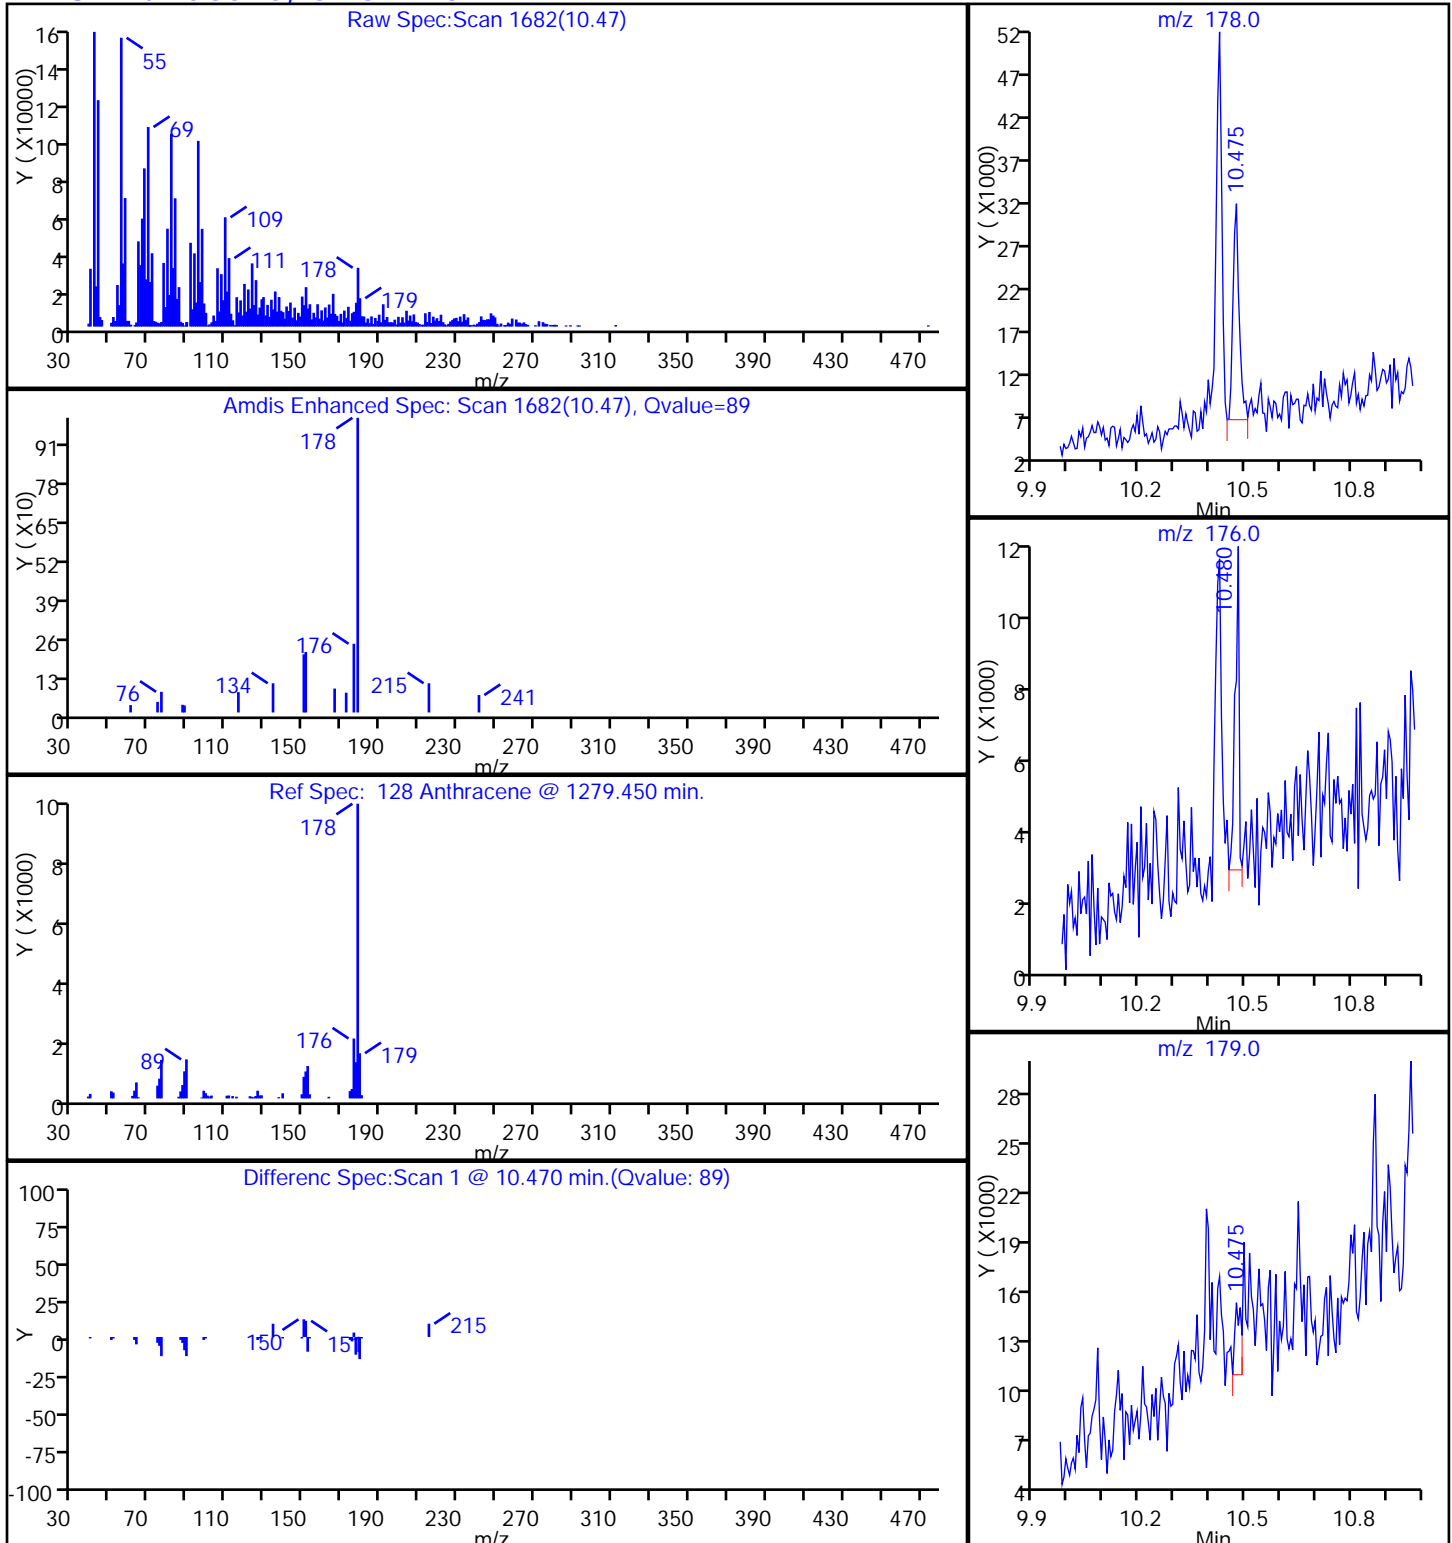 Raw Spec:Scan 1682(10.47)
Y ( X10000)
16
14
12
10
8
6
4
2
0
55
69
109
111
178
179
30 70 110 150 190 230 270 310 350 390 430 470
m/z
Amdis Enhanced Spec: Scan 1682(10.47), Qvalue=89
Y ( X10)
91
78
65
52
39
26
13
0
178
176
76
134
215
241
30 70 110 150 190 230 270 310 350 390 430 470
m/z
Ref Spec: 128 Anthracene @ 1279.450 min.
Y ( X1000)
10
8
6
4
2
0
178
176
89
179
30 70 110 150 190 230 270 310 350 390 430 470
m/z
Differenc Spec:Scan 1 @ 10.470 min.(Qvalue: 89)
Y
100
75
50
25
0
-25
-50
-75
-100
150
15
215
30 70 110 150 190 230 270 310 350 390 430 470
m/z
m/z 178.0
Y ( X1000)
52
47
42
37
32
27
22
17
12
7
2
10.475
9.9 10.2 10.5 10.8
Min
m/z 176.0
Y ( X1000)
12
10
8
6
4
2
0
10.480
9.9 10.2 10.5 10.8
Min
m/z 179.0
Y ( X1000)
28
25
22
19
16
13
10
7
4
10.475
9.9 10.2 10.5 10.8
Min